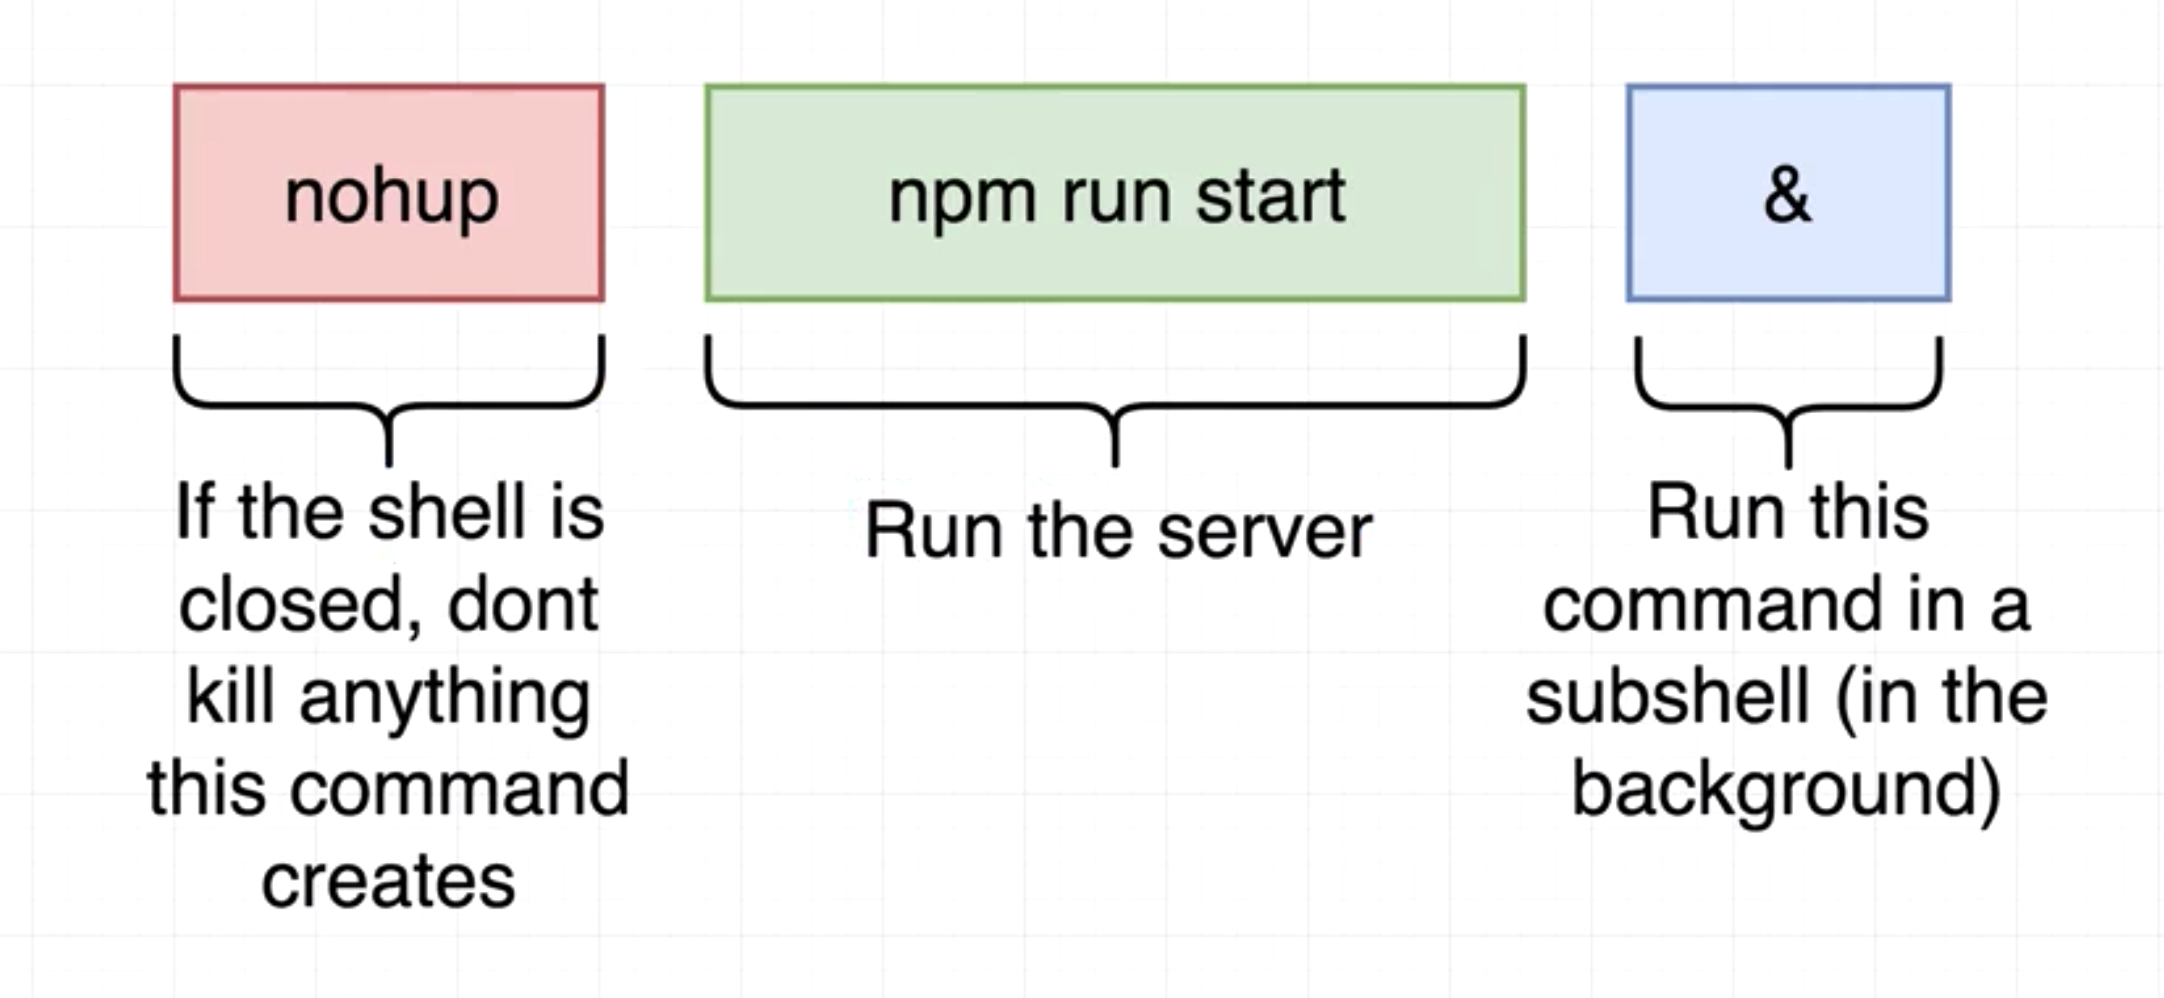 nohup
npm run start
&
If the shell is
closed, dont
kill anything
this command
creates
Run the server
Run this
command in a
subshell (in the
background)